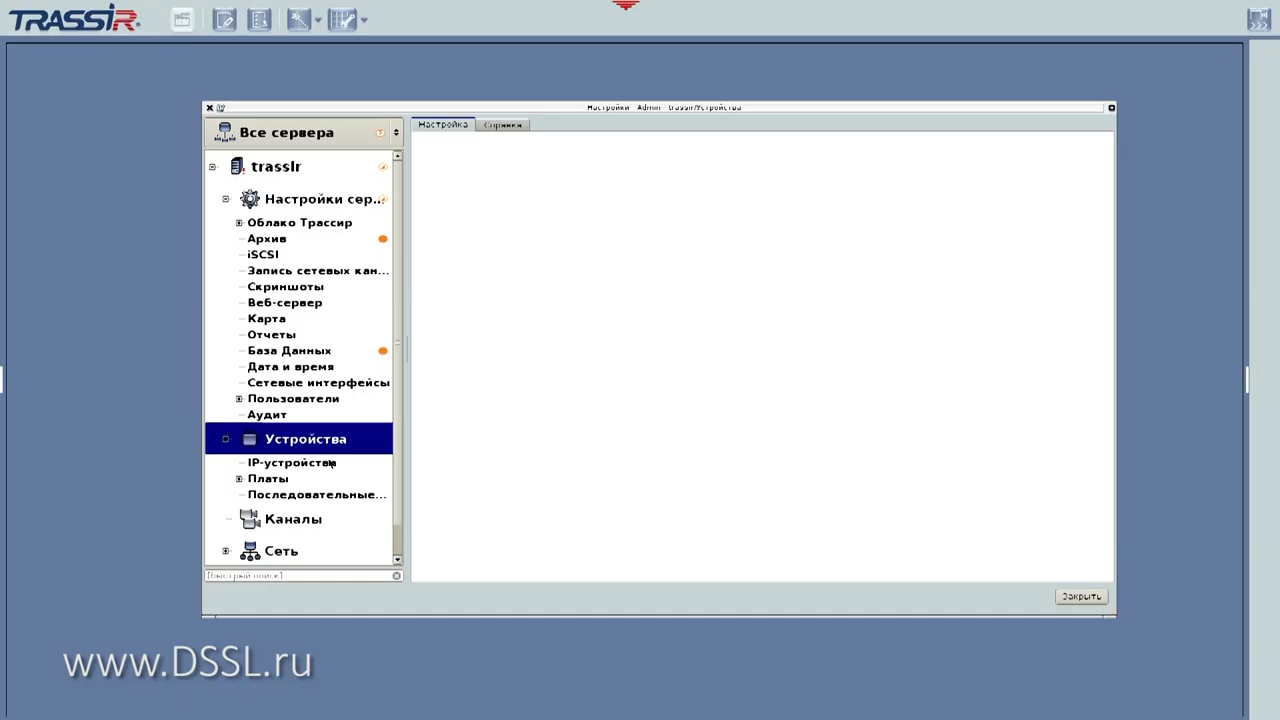 TRASSIR
Настройки Admin trassir/Устройства
Все сервера
Настройка
Справка
trassir
Настройки сер...
Облако Трассир
Архив
iSCSI
Запись сетевых кан...
Скриншоты
Веб-сервер
Карта
Отчеты
База Данных
Дата и время
Сетевые интерфейсы
Пользователи
Аудит
Устройства
IP-устройства
Платы
Последовательные...
Каналы
Сеть
[быстрый поиск]
Закрыть
www.DSSL.ru